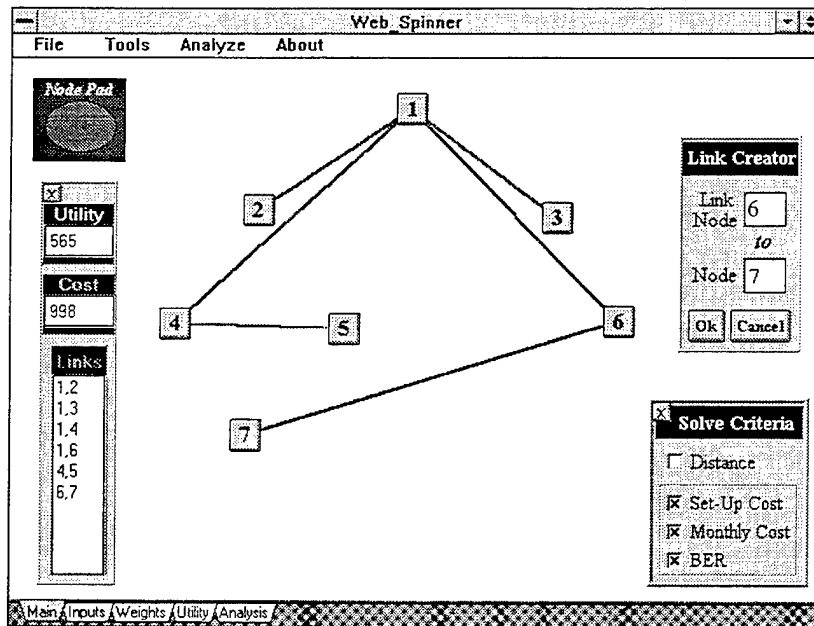 Web_Spinner
File Tools Analyze About
Node Pad
Utility
565
Cost
998
Links
1,2
1,3
1,4
1,6
4,5
6,7
1
2
3
4
5
6
7
Link Creator
Link Node 6
to
Node 7
Ok Cancel
Solve Criteria
Distance
Set-Up Cost
Monthly Cost
BER
Main Inputs Weights Utility Analysis